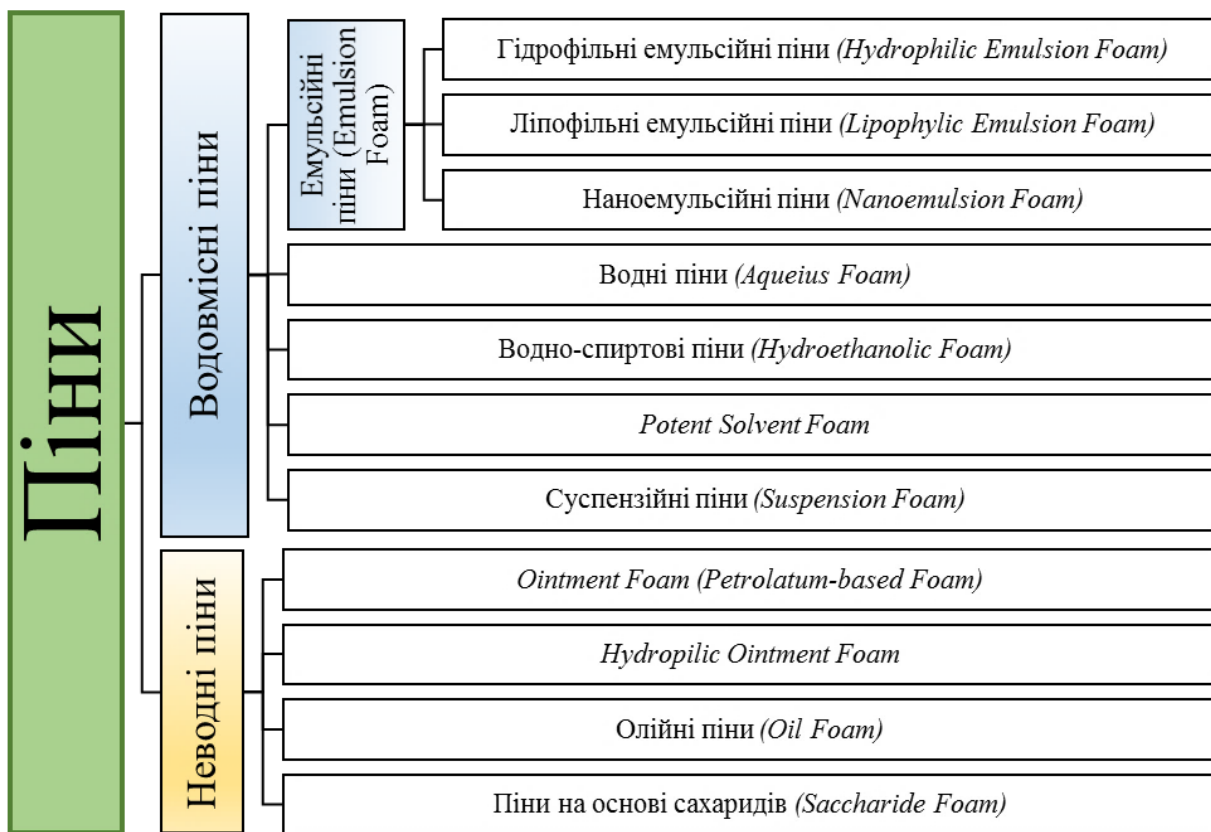 Піни
Водовмісні піни
Емульсійні
піни (Emulsion
Foam)
Гідрофільні емульсійні піни (Hydrophilic Emulsion Foam)
Ліпофільні емульсійні піни (Lipophylic Emulsion Foam)
Наноемульсійні піни (Nanoemulsion Foam)
Водні піни (Aqueius Foam)
Водно-спиртові піни (Hydroethanolic Foam)
Potent Solvent Foam
Суспензійні піни (Suspension Foam)
Неводні піни
Ointment Foam (Petrolatum-based Foam)
Hydropilic Ointment Foam
Олійні піни (Oil Foam)
Піни на основі сахаридів (Saccharide Foam)